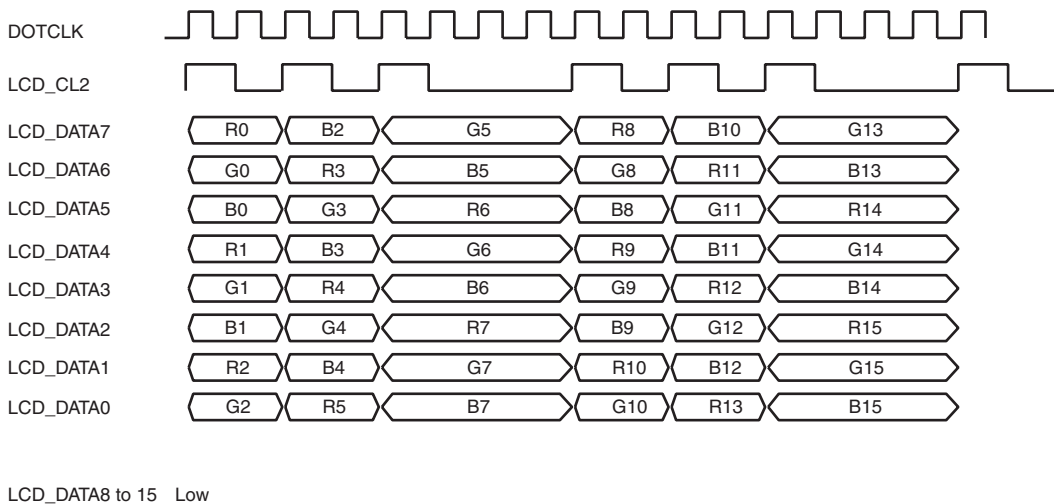 DOTCLK
LCD_CL2
LCD_DATA7 R0 B2 G5 R8 B10 G13
LCD_DATA6 G0 R3 B5 G8 R11 B13
LCD_DATA5 B0 G3 R6 B8 G11 R14
LCD_DATA4 R1 B3 G6 R9 B11 G14
LCD_DATA3 G1 R4 B6 G9 R12 B14
LCD_DATA2 B1 G4 R7 B9 G12 R15
LCD_DATA1 R2 B4 G7 R10 B12 G15
LCD_DATA0 G2 R5 B7 G10 R13 B15
LCD_DATA8 to 15 Low